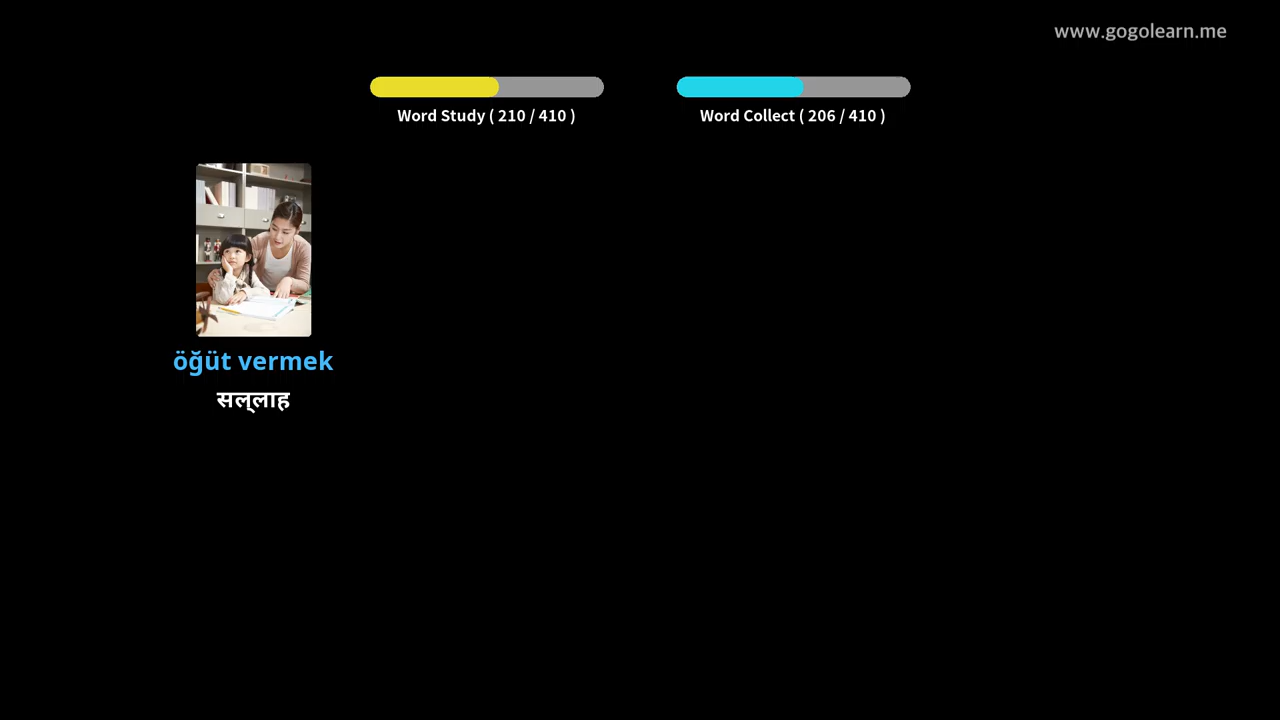 www.gogolearn.me
Word Study ( 210 / 410 )
Word Collect ( 206 / 410 )
öğüt vermek
सल्लाह